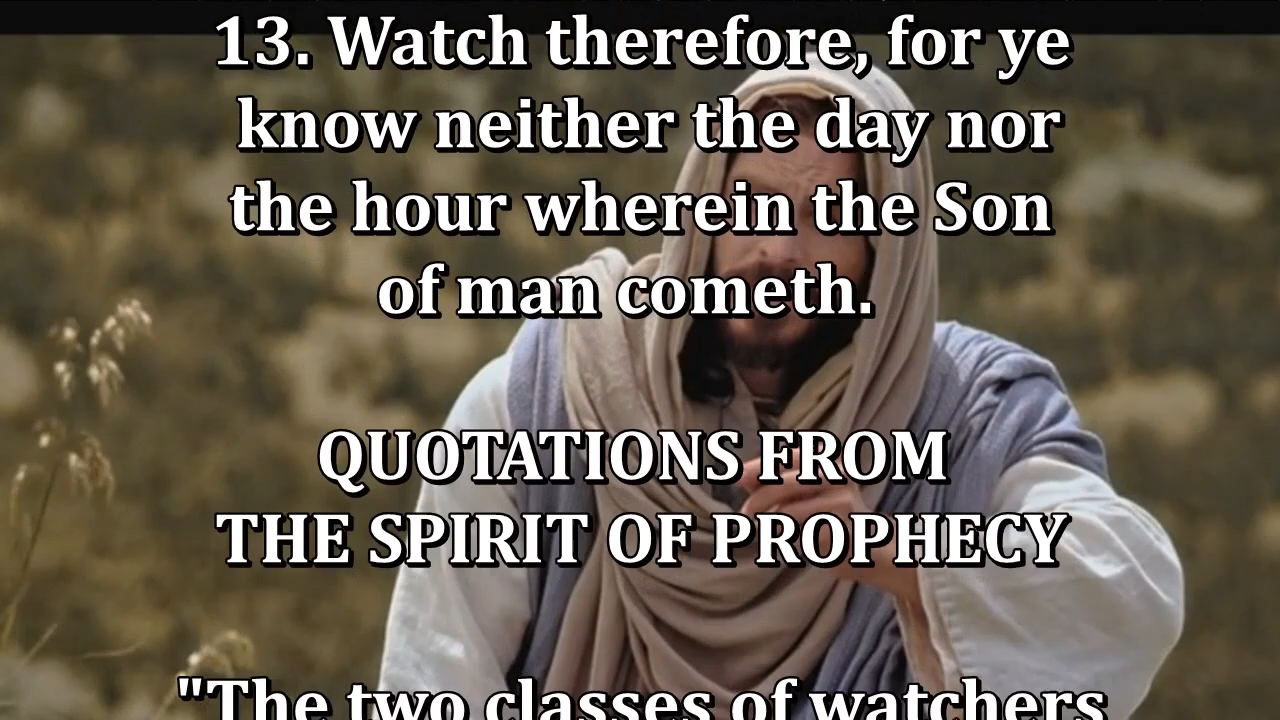 13. Watch therefore, for ye
know neither the day nor
the hour wherein the Son
of man cometh.
QUOTATIONS FROM
THE SPIRIT OF PROPHECY
"The two classes of watchers